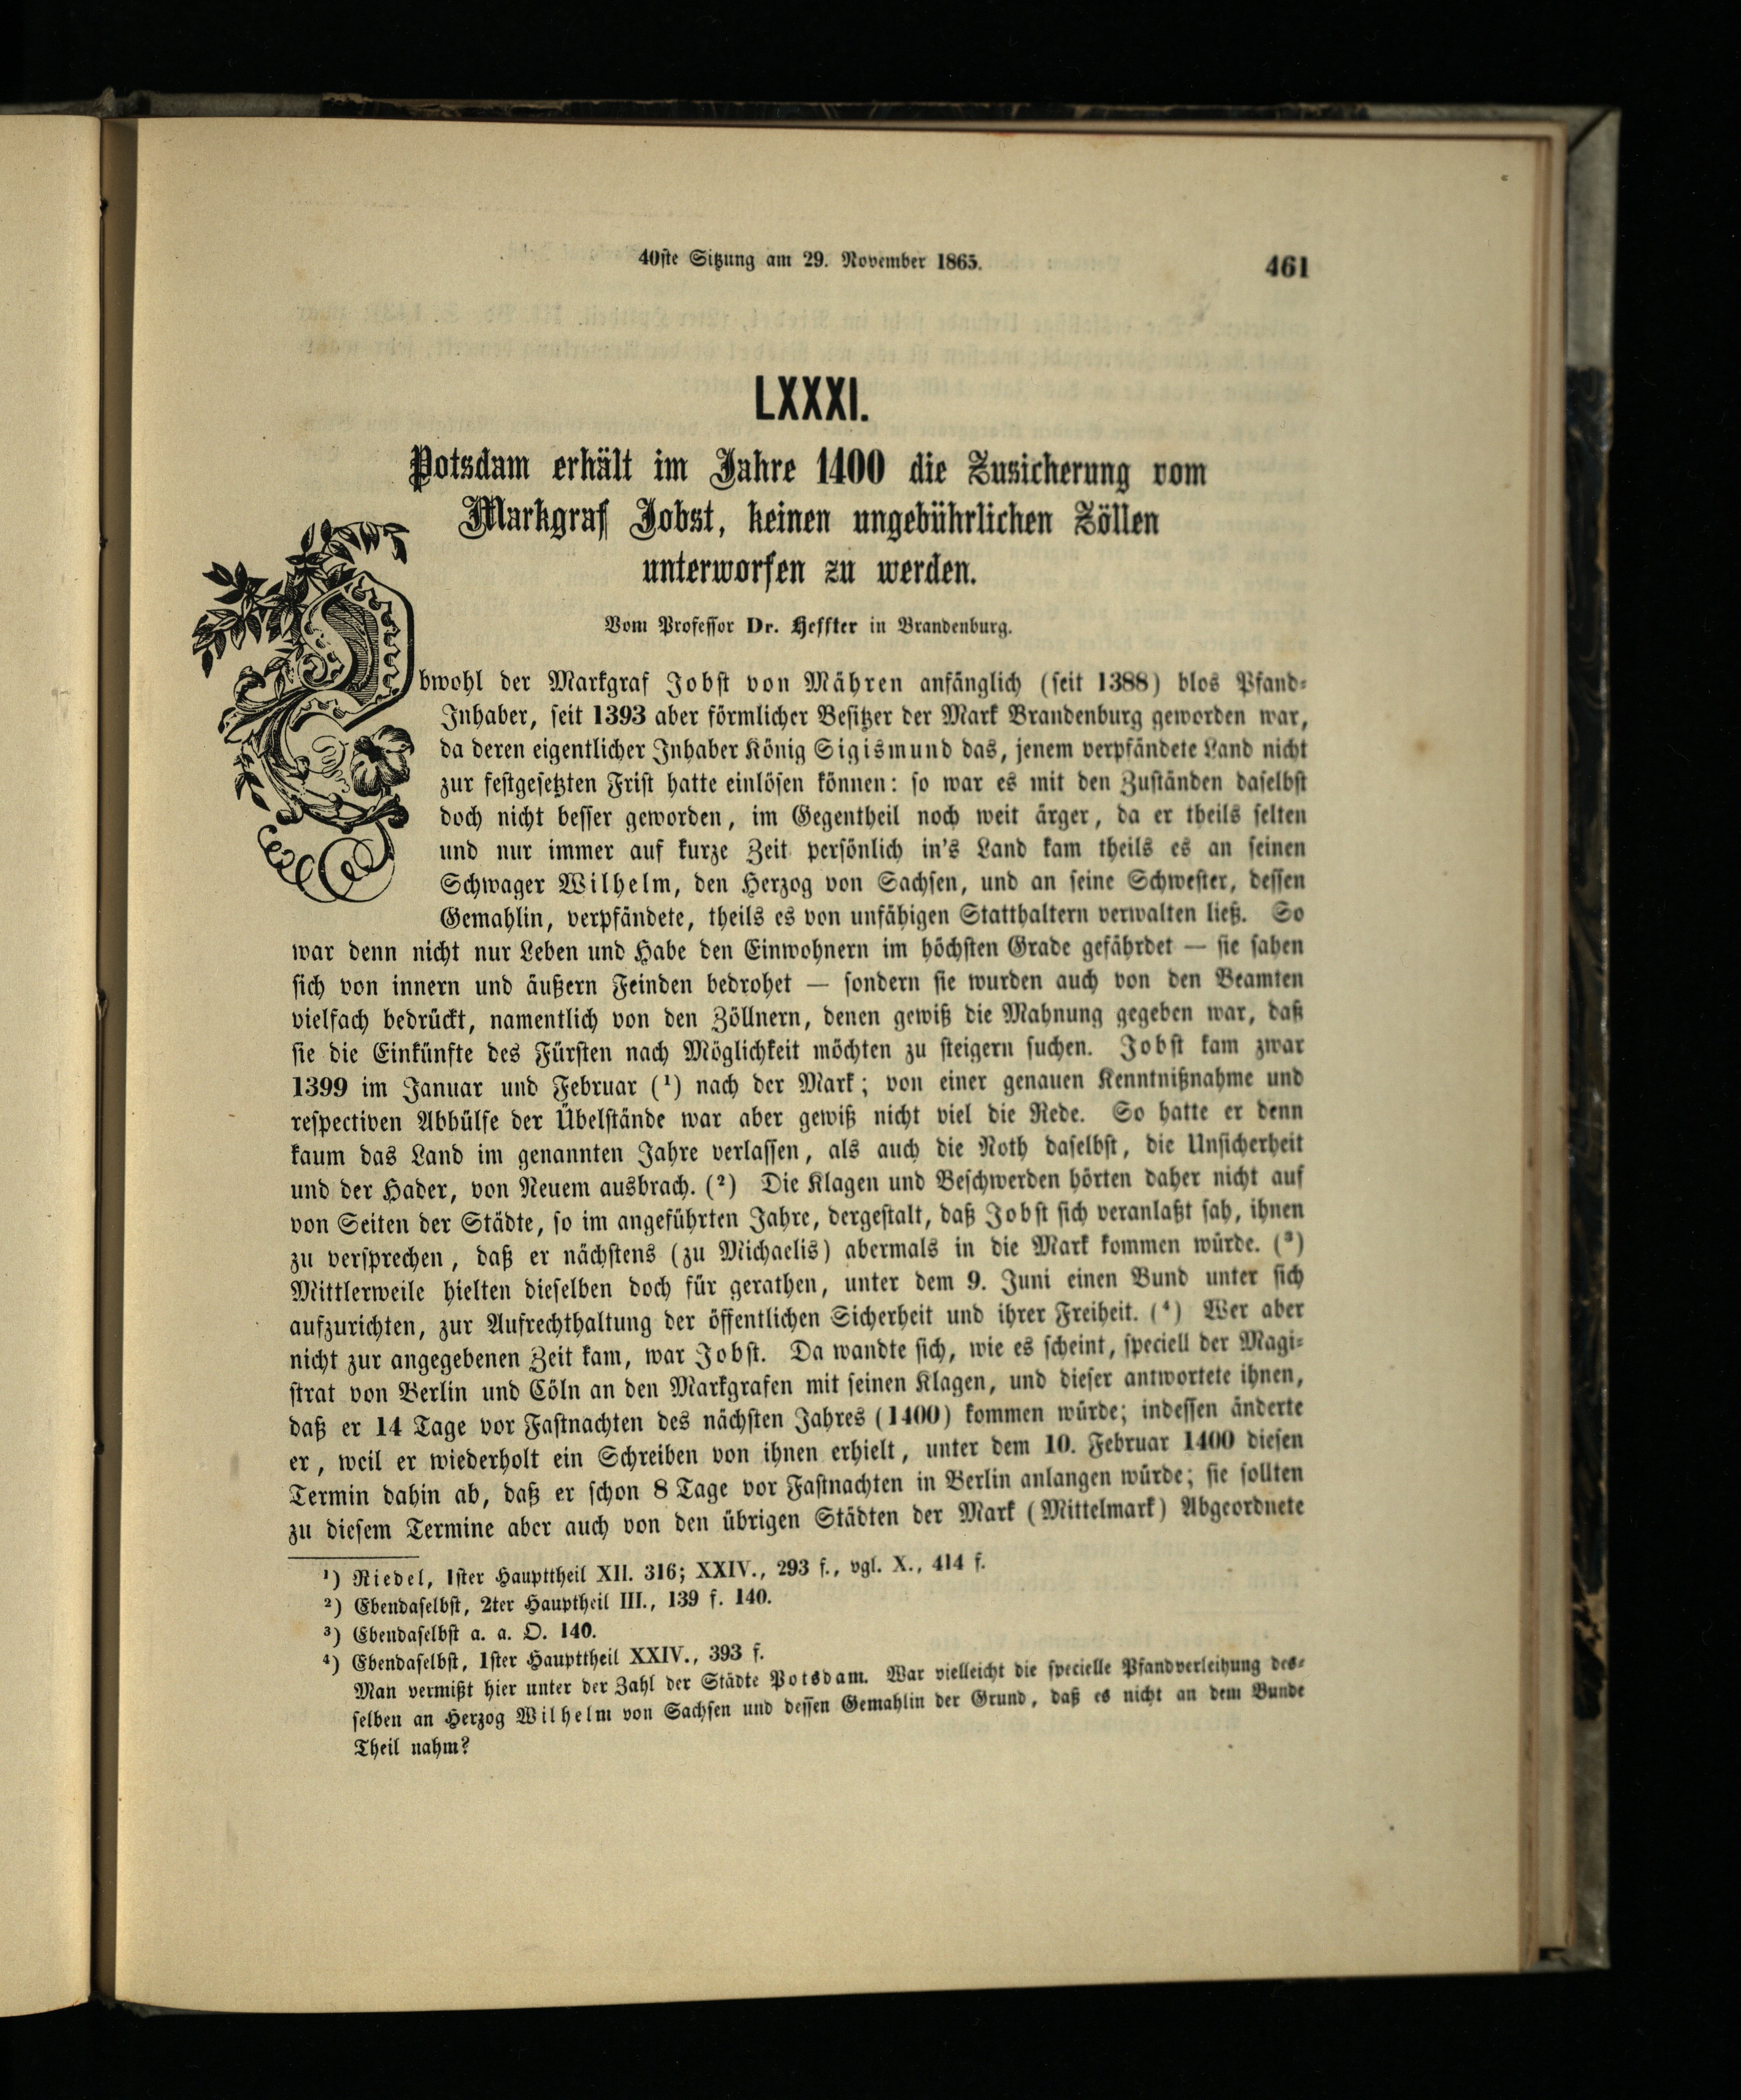 40ste Sitzung am 29. November 1865. 461
LXXXI.
Potsdam erhält im Jahre 1400 die Zusicherung vom
Markgraf Jobst, keinen ungebührlichen Zöllen
unterworfen zu werden.
Vom Professor Dr. Heffter in Brandenburg.
Obwohl der Markgraf Jobst von Mähren anfänglich (seit 1388) blos Pfand-
Inhaber, seit 1393 aber förmlicher Besitzer der Mark Brandenburg geworden war,
da deren eigentlicher Inhaber König Sigismund das, jenem verpfändete Land nicht
zur festgesetzten Frist hatte einlösen können: so war es mit den Zuständen daselbst
doch nicht besser geworden, im Gegentheil noch weit ärger, da er theils selten
und nur immer auf kurze Zeit persönlich in's Land kam theils es an seinen
Schwager Wilhelm, den Herzog von Sachsen, und an seine Schwester, dessen
Gemahlin, verpfändete, theils es von unfähigen Statthaltern verwalten ließ. So
war denn nicht nur Leben und Habe den Einwohnern im höchsten Grade gefährdet — sie sahen
sich von innern und äußern Feinden bedrohet — sondern sie wurden auch von den Beamten
vielfach bedrückt, namentlich von den Zöllnern, denen gewiß die Mahnung gegeben war, daß
sie die Einkünfte des Fürsten nach Möglichkeit möchten zu steigern suchen. Jobst kam zwar
1399 im Januar und Februar (¹) nach der Mark; von einer genauen Kenntnißnahme und
respectiven Abhülfe der Übelstände war aber gewiß nicht viel die Rede. So hatte er denn
kaum das Land im genannten Jahre verlassen, als auch die Noth daselbst, die Unsicherheit
und der Hader, von Neuem ausbrach. (²) Die Klagen und Beschwerden hörten daher nicht auf
von Seiten der Städte, so im angeführten Jahre, dergestalt, daß Jobst sich veranlaßt sah, ihnen
zu versprechen, daß er nächstens (zu Michaelis) abermals in die Mark kommen würde. (³)
Mittlerweile hielten dieselben doch für gerathen, unter dem 9. Juni einen Bund unter sich
aufzurichten, zur Aufrechthaltung der öffentlichen Sicherheit und ihrer Freiheit. (⁴) Wer aber
nicht zur angegebenen Zeit kam, war Jobst. Da wandte sich, wie es scheint, speciell der Magi-
strat von Berlin und Cöln an den Markgrafen mit seinen Klagen, und dieser antwortete ihnen,
daß er 14 Tage vor Fastnachten des nächsten Jahres (1400) kommen würde; indessen änderte
er, weil er wiederholt ein Schreiben von ihnen erhielt, unter dem 10. Februar 1400 diesen
Termin dahin ab, daß er schon 8 Tage vor Fastnachten in Berlin anlangen würde; sie sollten
zu diesem Termine aber auch von den übrigen Städten der Mark (Mittelmark) Abgeordnete
¹) Riedel, 1ster Haupttheil XII. 316; XXIV., 293 f., vgl. X., 414 f.
²) Ebendaselbst, 2ter Hauptheil III., 139 f. 140.
³) Ebendaselbst a. a. O. 140.
⁴) Ebendaselbst, 1ster Haupttheil XXIV., 393 f.
Man vermißt hier unter der Zahl der Städte Potsdam. War vielleicht die specielle Pfandverleihung des-
selben an Herzog Wilhelm von Sachsen und dessen Gemahlin der Grund, daß es nicht an dem Bunde
Theil nahm?